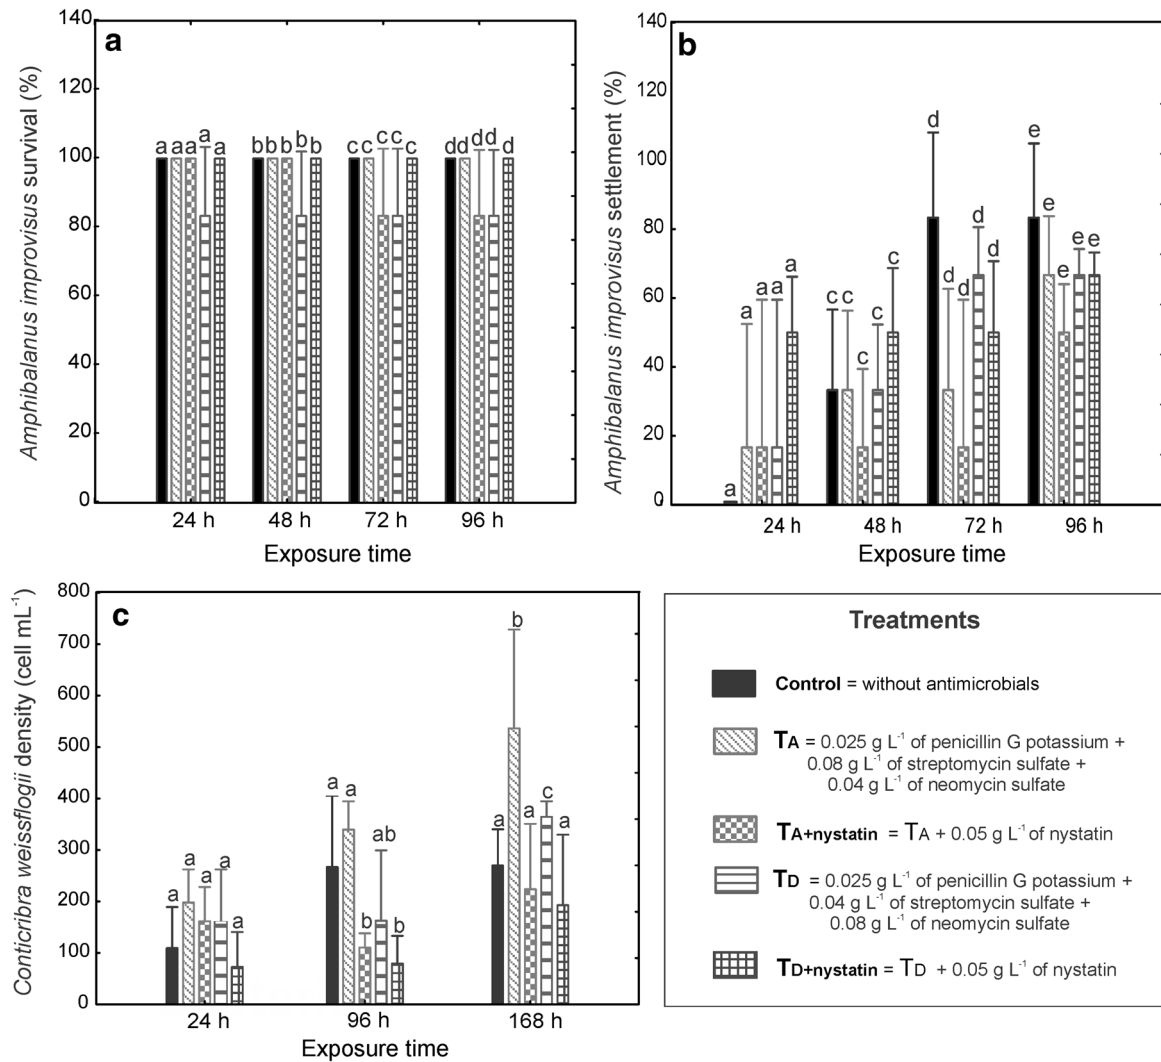 a
Amphibalanus improvisus survival (%)
140
120
100
80
60
40
20
0
a a a a a
b b b b b
c c c c c
d d d d d
24 h 48 h 72 h 96 h
Exposure time
b
Amphibalanus improvisus settlement (%)
140
120
100
80
60
40
20
0
a a a a a
c c c c c
d d d d d
e e e e e
24 h 48 h 72 h 96 h
Exposure time
c
Conticribra weissflogii density (cell mL⁻¹)
800
700
600
500
400
300
200
100
0
a a a a a
a a b ab b
a b a c a
24 h 96 h 168 h
Exposure time
Treatments
Control = without antimicrobials
TA = 0.025 g L⁻¹ of penicillin G potassium +
0.08 g L⁻¹ of streptomycin sulfate +
0.04 g L⁻¹ of neomycin sulfate
TA+nystatin = TA + 0.05 g L⁻¹ of nystatin
TD = 0.025 g L⁻¹ of penicillin G potassium +
0.04 g L⁻¹ of streptomycin sulfate +
0.08 g L⁻¹ of neomycin sulfate
TD+nystatin = TD + 0.05 g L⁻¹ of nystatin